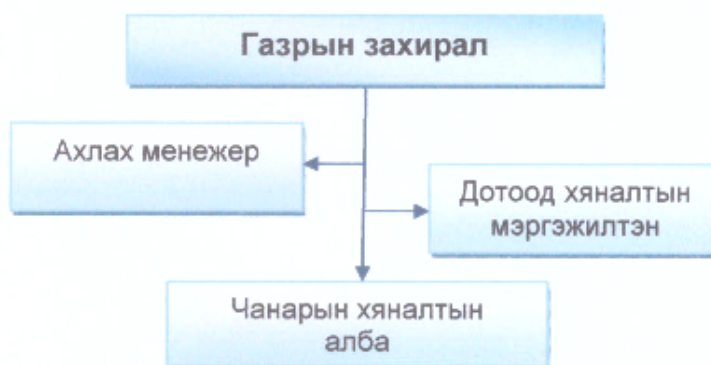 Газрын захирал
Ахлах менежер
Дотоод хяналтын
мэргэжилтэн
Чанарын хяналтын
алба